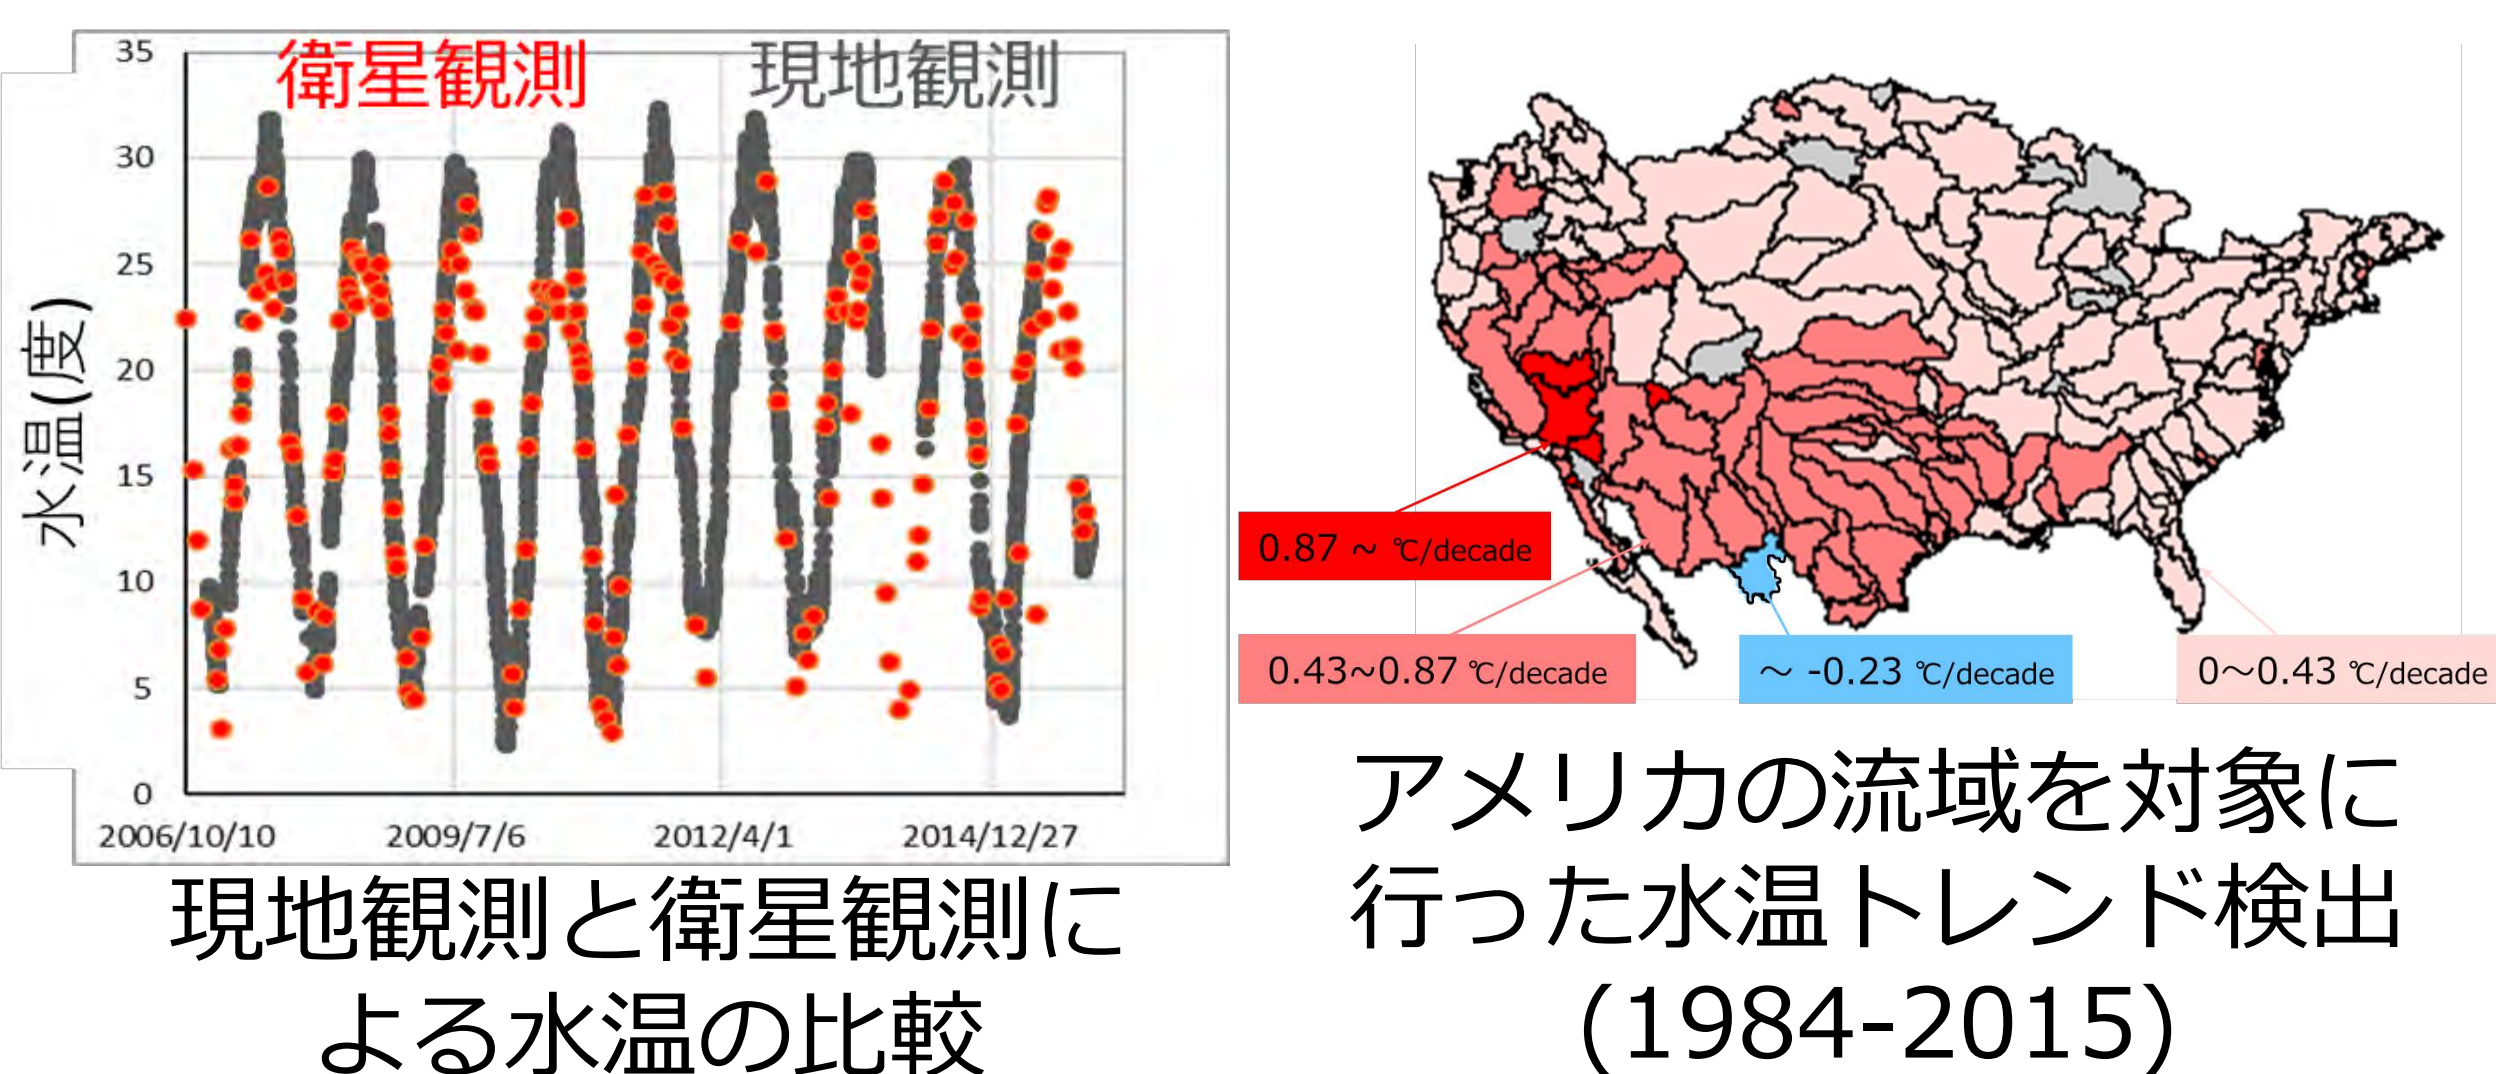 衛星観測
現地観測
水温(度)
35
30
25
20
15
10
5
0
2006/10/10
2009/7/6
2012/4/1
2014/12/27
現地観測と衛星観測に
よる水温の比較
0.87 ~ ℃/decade
0.43~0.87 ℃/decade
～ -0.23 ℃/decade
0～0.43 ℃/decade
アメリカの流域を対象に
行った水温トレンド検出
(1984-2015)